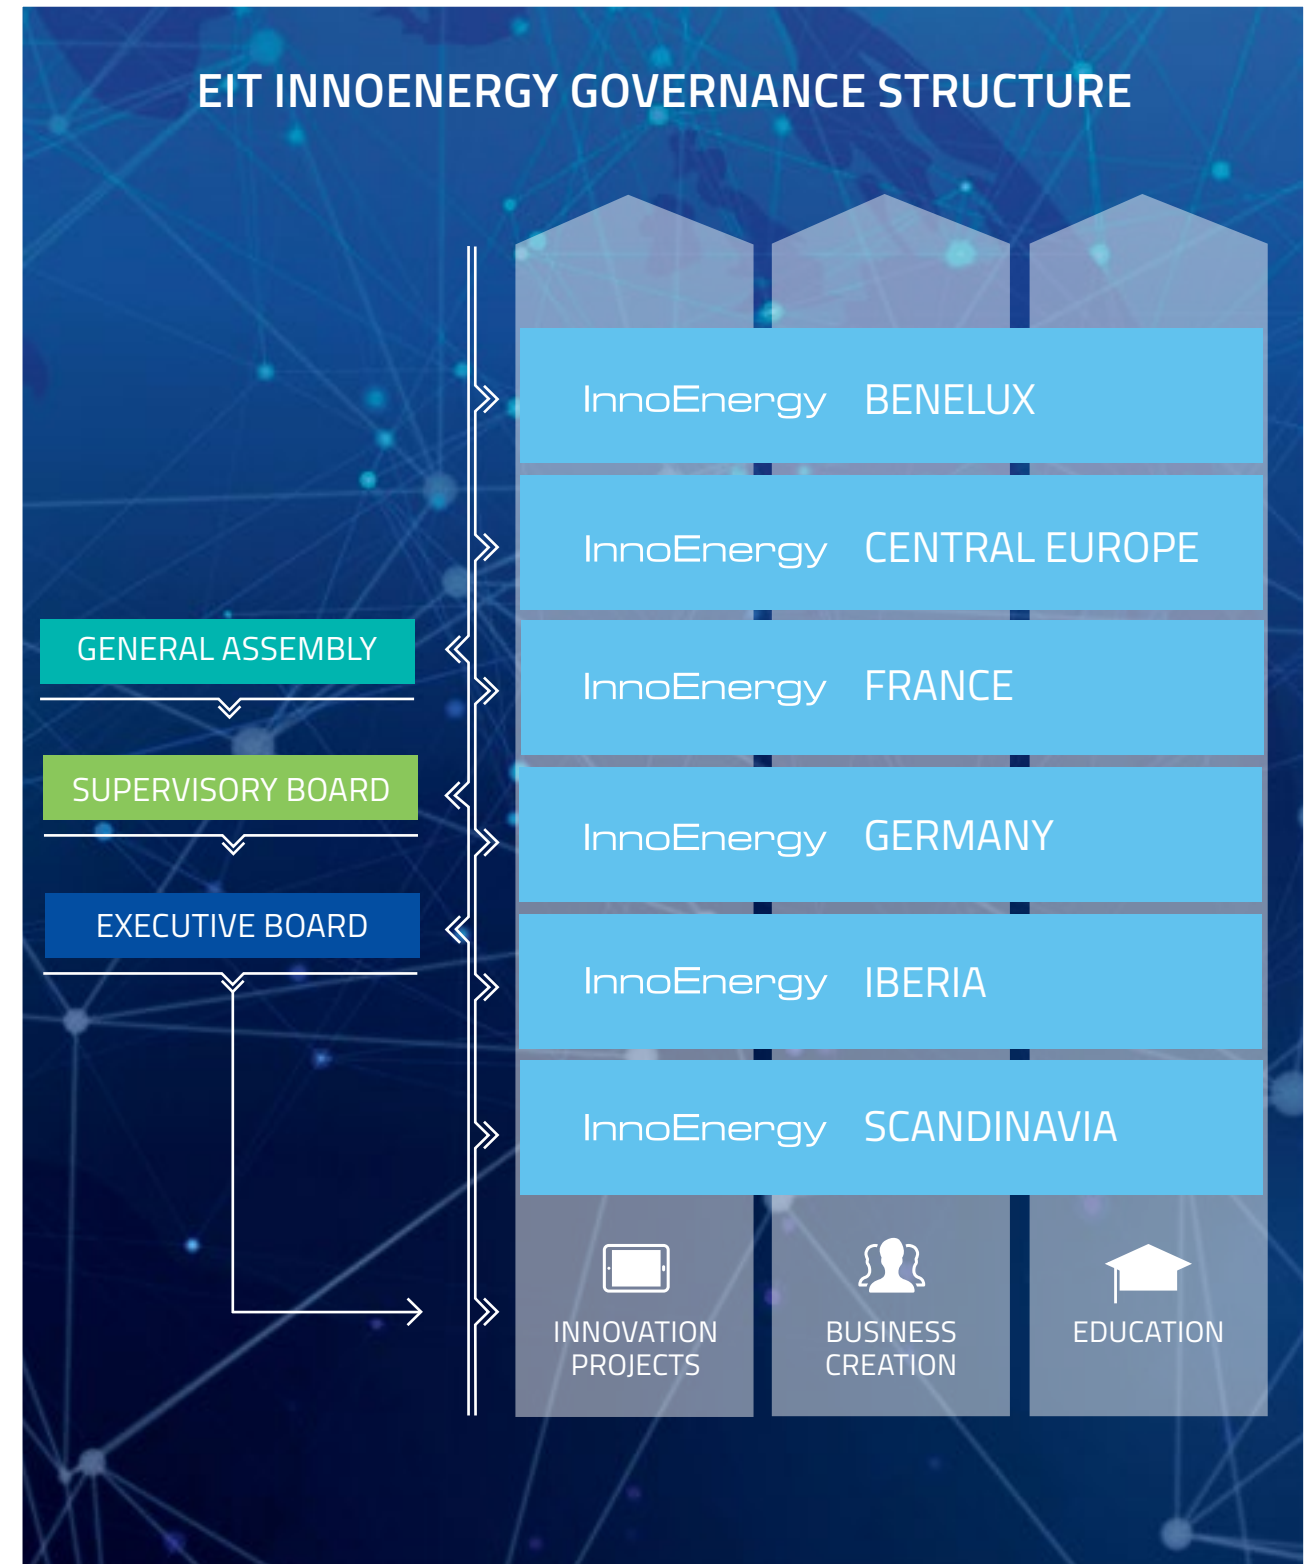 EIT INNOENERGY GOVERNANCE STRUCTURE
InnoEnergy BENELUX
InnoEnergy CENTRAL EUROPE
InnoEnergy FRANCE
InnoEnergy GERMANY
InnoEnergy IBERIA
InnoEnergy SCANDINAVIA
GENERAL ASSEMBLY
SUPERVISORY BOARD
EXECUTIVE BOARD
INNOVATION
PROJECTS
BUSINESS
CREATION
EDUCATION